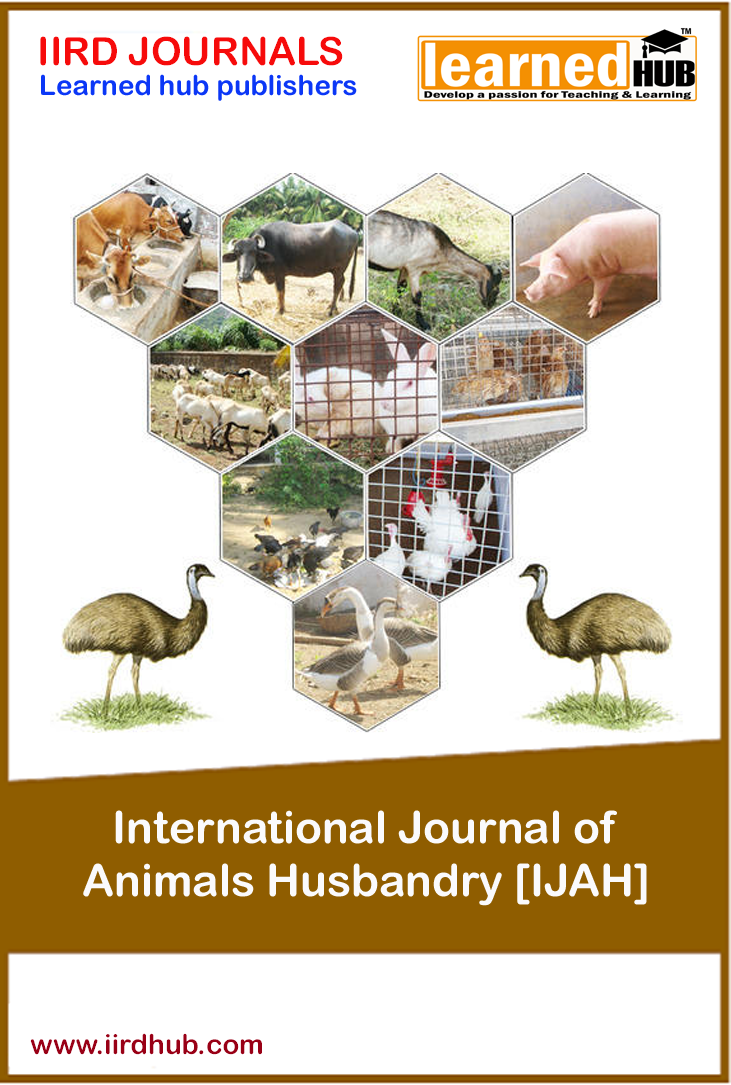 IIRD JOURNALS
Learned hub publishers
learned HUB TM
Develop a passion for Teaching & Learning
International Journal of
Animals Husbandry [IJAH]
www.iirdhub.com